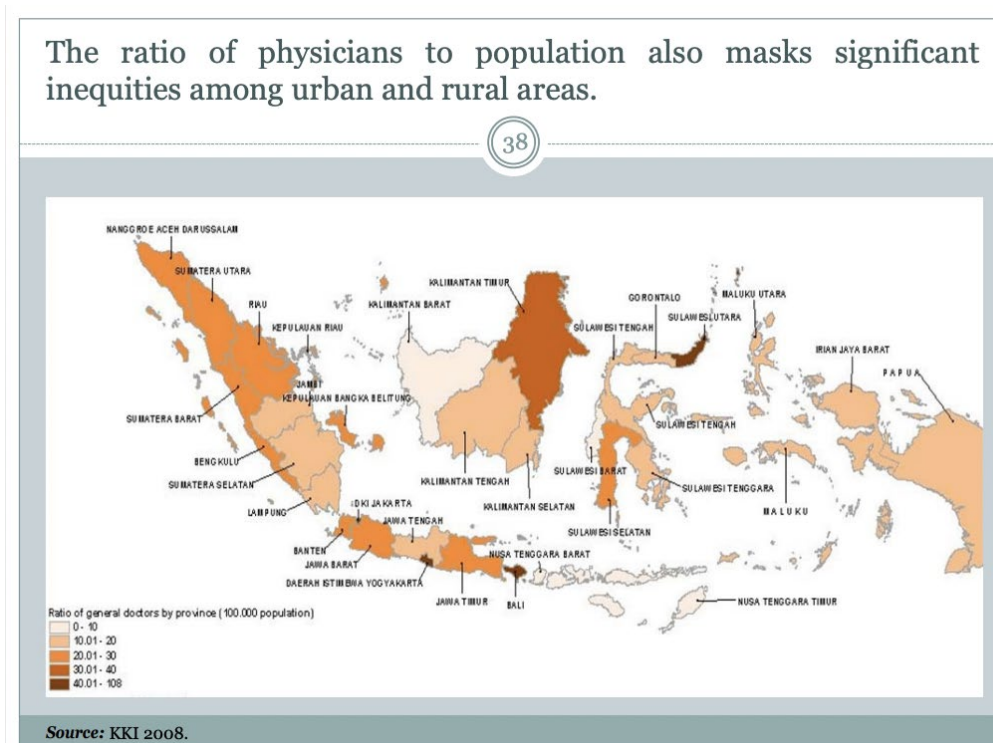 The ratio of physicians to population also masks significant
inequities among urban and rural areas.
38
NANGGROE ACEH DARUSSALAM
SUMATERA UTARA
RIAU
KEPULAUAN RIAU
JAMBI
KEPULAUAN BANGKA BELITUNG
SUMATERA BARAT
BENGKULU
SUMATERA SELATAN
LAMPUNG
DKI JAKARTA
JAWA TENGAH
BANTEN
JAWA BARAT
DAERAH ISTIMEWA YOGYAKARTA
JAWA TIMUR
BALI
KALIMANTAN BARAT
KALIMANTAN TIMUR
KALIMANTAN TENGAH
KALIMANTAN SELATAN
GORONTALO
SULAWESI TENGAH
SULAWESI UTARA
SULAWESI TENGAH
SULAWESI BARAT
SULAWESI TENGGARA
SULAWESI SELATAN
NUSA TENGGARA BARAT
NUSA TENGGARA TIMUR
MALUKU UTARA
MALUKU
IRIAN JAYA BARAT
PAPUA
Ratio of general doctors by province (100.000 population)
0 - 10
10.01 - 20
20.01 - 30
30.01 - 40
40.01 - 108
Source: KKI 2008.